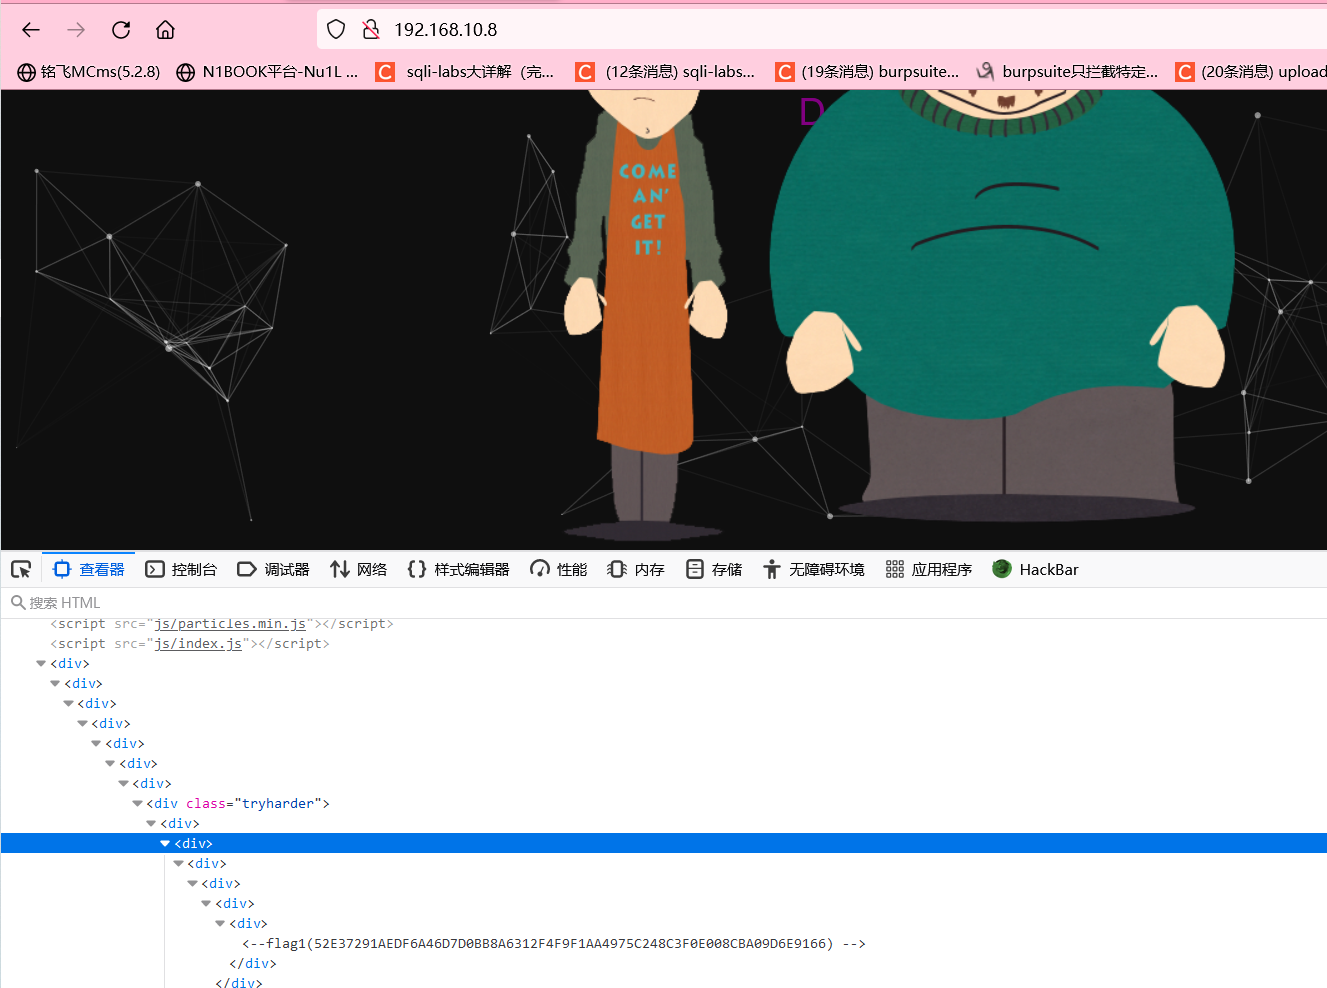 192.168.10.8
铭飞MCms(5.2.8)
N1BOOK平台-Nu1L ...
sqli-labs大详解（完...
(12条消息) sqli-labs...
(19条消息) burpsuite...
burpsuite只拦截特定...
(20条消息) upload
D
COME
AN'
GET
IT!
查看器
控制台
调试器
网络
样式编辑器
性能
内存
存储
无障碍环境
应用程序
HackBar
搜索 HTML
<script src="js/particles.min.js"></script>
<script src="js/index.js"></script>
<div>
<div>
<div>
<div>
<div>
<div>
<div>
<div class="tryharder">
<div>
<div>
<div>
<div>
<div>
<div>
<--flag1(52E37291AEDF6A46D7D0BB8A6312F4F9F1AA4975C248C3F0E008CBA09D6E9166) -->
</div>
</div>